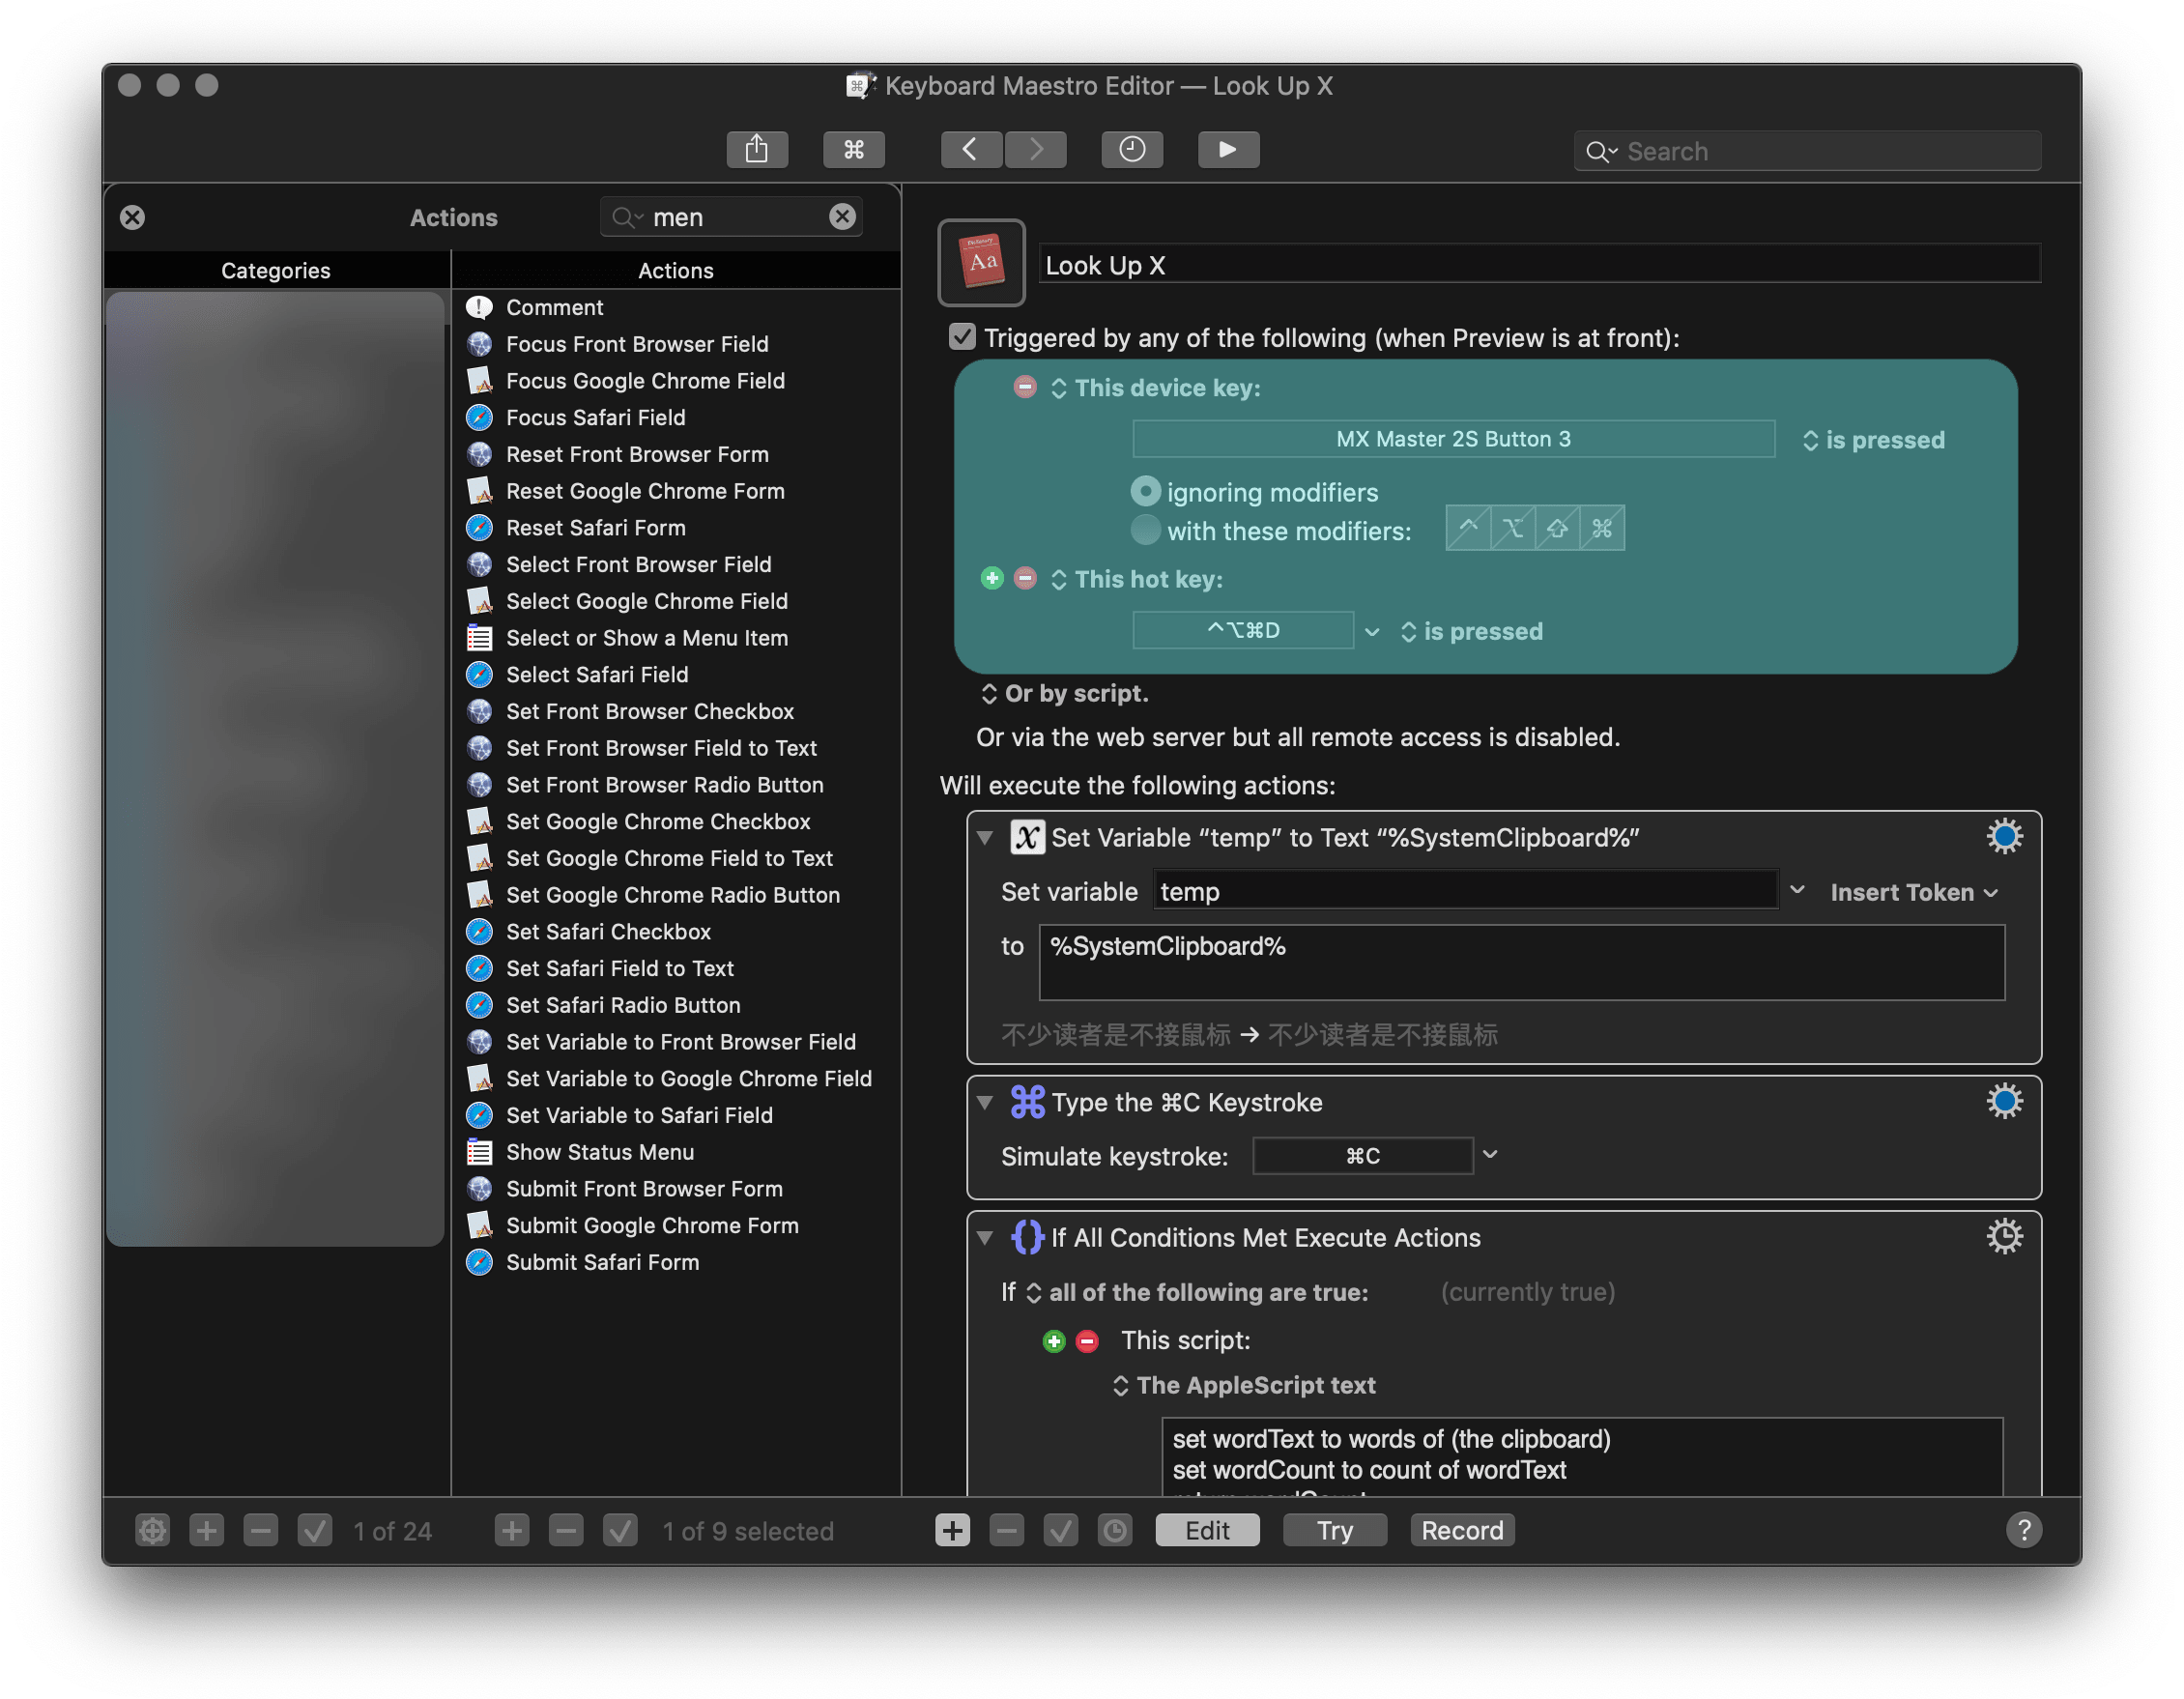 Keyboard Maestro Editor — Look Up X
Search
Actions
men
Categories
Actions
Comment
Focus Front Browser Field
Focus Google Chrome Field
Focus Safari Field
Reset Front Browser Form
Reset Google Chrome Form
Reset Safari Form
Select Front Browser Field
Select Google Chrome Field
Select or Show a Menu Item
Select Safari Field
Set Front Browser Checkbox
Set Front Browser Field to Text
Set Front Browser Radio Button
Set Google Chrome Checkbox
Set Google Chrome Field to Text
Set Google Chrome Radio Button
Set Safari Checkbox
Set Safari Field to Text
Set Safari Radio Button
Set Variable to Front Browser Field
Set Variable to Google Chrome Field
Set Variable to Safari Field
Show Status Menu
Submit Front Browser Form
Submit Google Chrome Form
Submit Safari Form
Dictionary
Aa
Look Up X
Triggered by any of the following (when Preview is at front):
This device key:
MX Master 2S Button 3 is pressed
ignoring modifiers
with these modifiers: ^ ⌥ ⇧ ⌘
This hot key:
^⌥⌘D is pressed
Or by script.
Or via the web server but all remote access is disabled.
Will execute the following actions:
Set Variable “temp” to Text “%SystemClipboard%”
Set variable temp Insert Token
to %SystemClipboard%
不少读者是不接鼠标 → 不少读者是不接鼠标
Type the ⌘C Keystroke
Simulate keystroke: ⌘C
If All Conditions Met Execute Actions
If all of the following are true: (currently true)
This script:
The AppleScript text
set wordText to words of (the clipboard)
set wordCount to count of wordText
return wordCount
1 of 24
1 of 9 selected
Edit Try Record ?